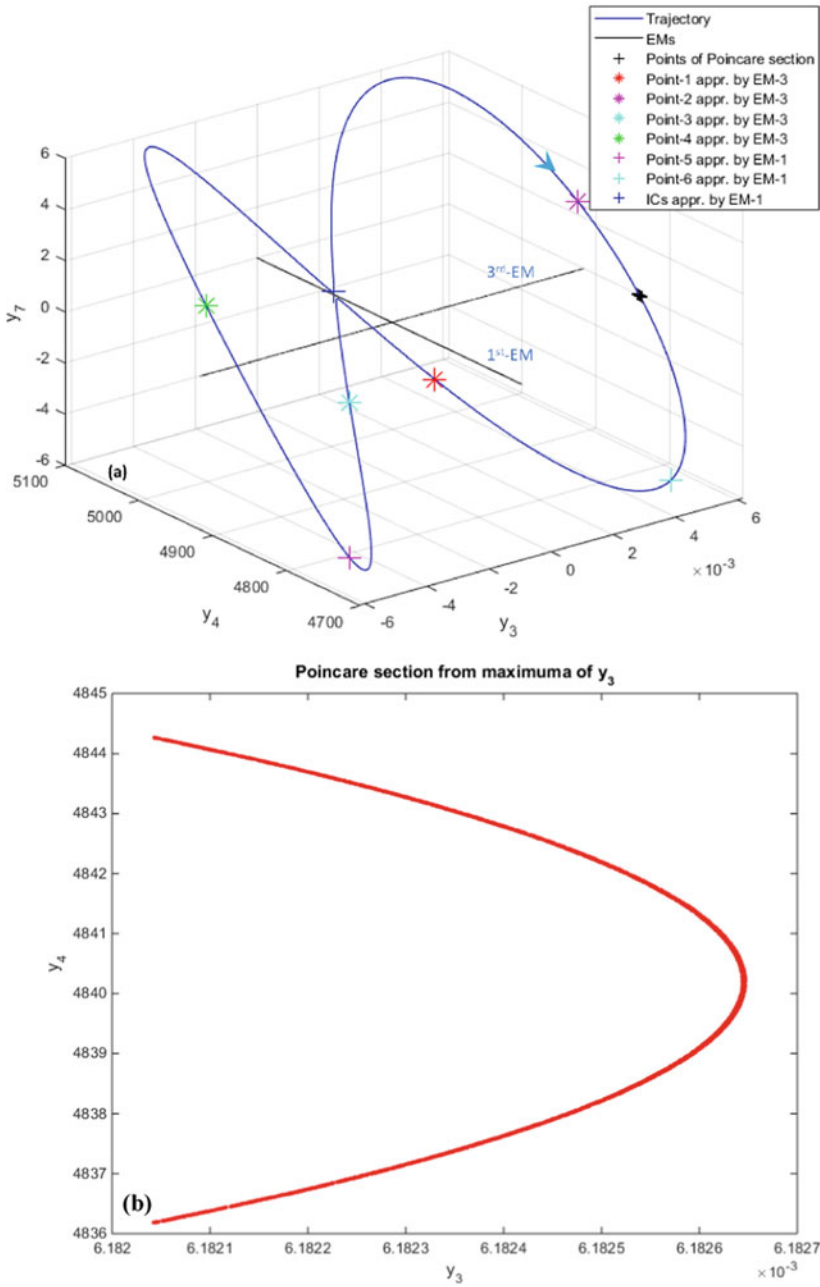 Trajectory
EMs
Points of Poincare section
Point-1 appr. by EM-3
Point-2 appr. by EM-3
Point-3 appr. by EM-3
Point-4 appr. by EM-3
Point-5 appr. by EM-1
Point-6 appr. by EM-1
ICs appr. by EM-1
6
4
2
0
-2
-4
-6
y7
3rd-EM
1st-EM
(a)
5100
5000
4900
4800
4700
y4
-6
-4
-2
0
2
4
6
×10-3
y3
Poincare section from maximuma of y3
4845
4844
4843
4842
4841
4840
4839
4838
4837
4836
y4
(b)
6.182
6.1821
6.1822
6.1823
6.1824
6.1825
6.1826
6.1827
y3
×10-3